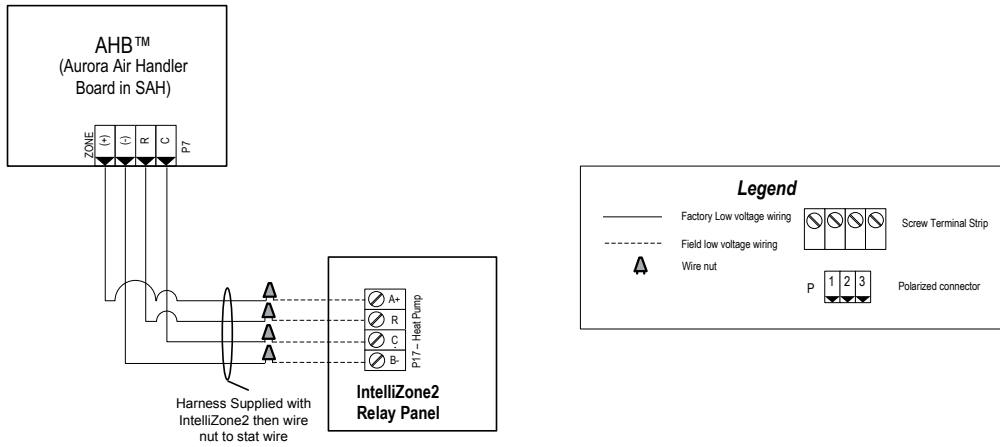 AHB™
(Aurora Air Handler
Board in SAH)
ZONE
(+)
(-)
R
C
P7
A+
R
C
B-
P17 – Heat Pump
IntelliZone2
Relay Panel
Harness Supplied with
IntelliZone2 then wire
nut to stat wire
Legend
Factory Low voltage wiring
Screw Terminal Strip
Field low voltage wiring
Wire nut
P
1 2 3
Polarized connector